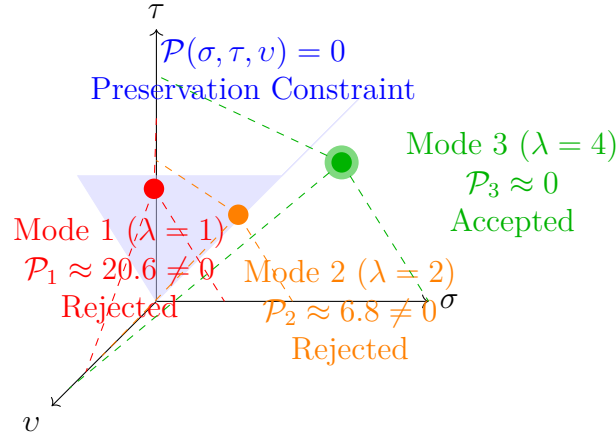 τ
𝒫(σ, τ, υ) = 0
Preservation Constraint
Mode 3 (λ = 4)
𝒫₃ ≈ 0
Accepted
Mode 1 (λ = 1)
𝒫₁ ≈ 20.6 ≠ 0
Rejected
Mode 2 (λ = 2)
𝒫₂ ≈ 6.8 ≠ 0
Rejected
σ
υ